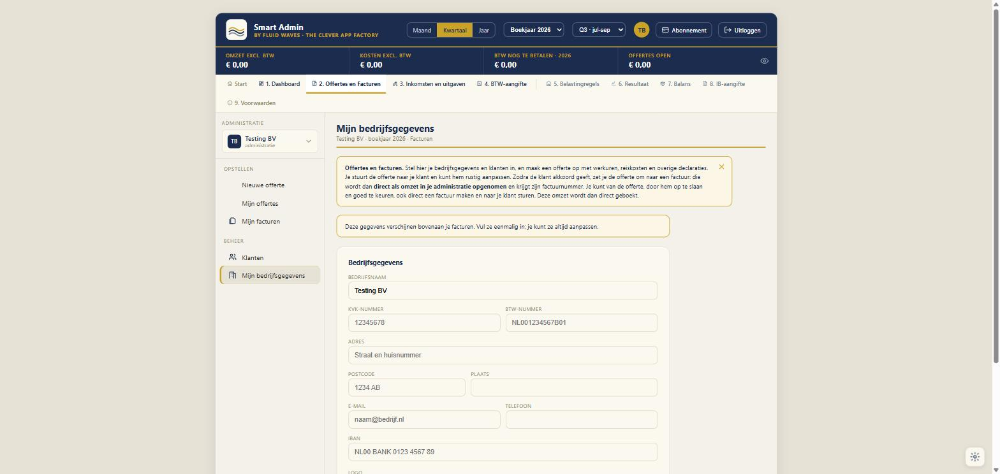 Smart Admin
BY FLUID WAVES · THE CLEVER APP FACTORY
Maand Kwartaal Jaar
Boekjaar 2026
Q3 · jul-sep
TB
Abonnement
Uitloggen
OMZET EXCL. BTW
€ 0,00
KOSTEN EXCL. BTW
€ 0,00
BTW NOG TE BETALEN · 2026
€ 0,00
OFFERTES OPEN
€ 0,00
Start 1. Dashboard 2. Offertes en Facturen 3. Inkomsten en uitgaven 4. BTW-aangifte 5. Belastingregels 6. Resultaat 7. Balans 8. IB-aangifte
9. Voorwaarden
ADMINISTRATIE
TB
Testing BV
administratie
OPSTELLEN
Nieuwe offerte
Mijn offertes
Mijn facturen
BEHEER
Klanten
Mijn bedrijfsgegevens
Mijn bedrijfsgegevens
Testing BV · boekjaar 2026 · Facturen
Offertes en facturen. Stel hier je bedrijfsgegevens en klanten in, en maak een offerte op met werkuren, reiskosten en overige declaraties.
Je stuurt de offerte naar je klant en kunt hem rustig aanpassen. Zodra de klant akkoord geeft, zet je de offerte om naar een factuur: die
wordt dan direct als omzet in je administratie opgenomen en krijgt zijn factuurnummer. Je kunt van de offerte, door hem op te slaan
en goed te keuren, ook direct een factuur maken en naar je klant sturen. Deze omzet wordt dan direct geboekt.
Deze gegevens verschijnen bovenaan je facturen. Vul ze eenmalig in; je kunt ze altijd aanpassen.
Bedrijfsgegevens
BEDRIJFSNAAM
Testing BV
KVK-NUMMER BTW-NUMMER
12345678 NL001234567B01
ADRES
Straat en huisnummer
POSTCODE PLAATS
1234 AB
E-MAIL TELEFOON
naam@bedrijf.nl
IBAN
NL00 BANK 0123 4567 89
LOGO